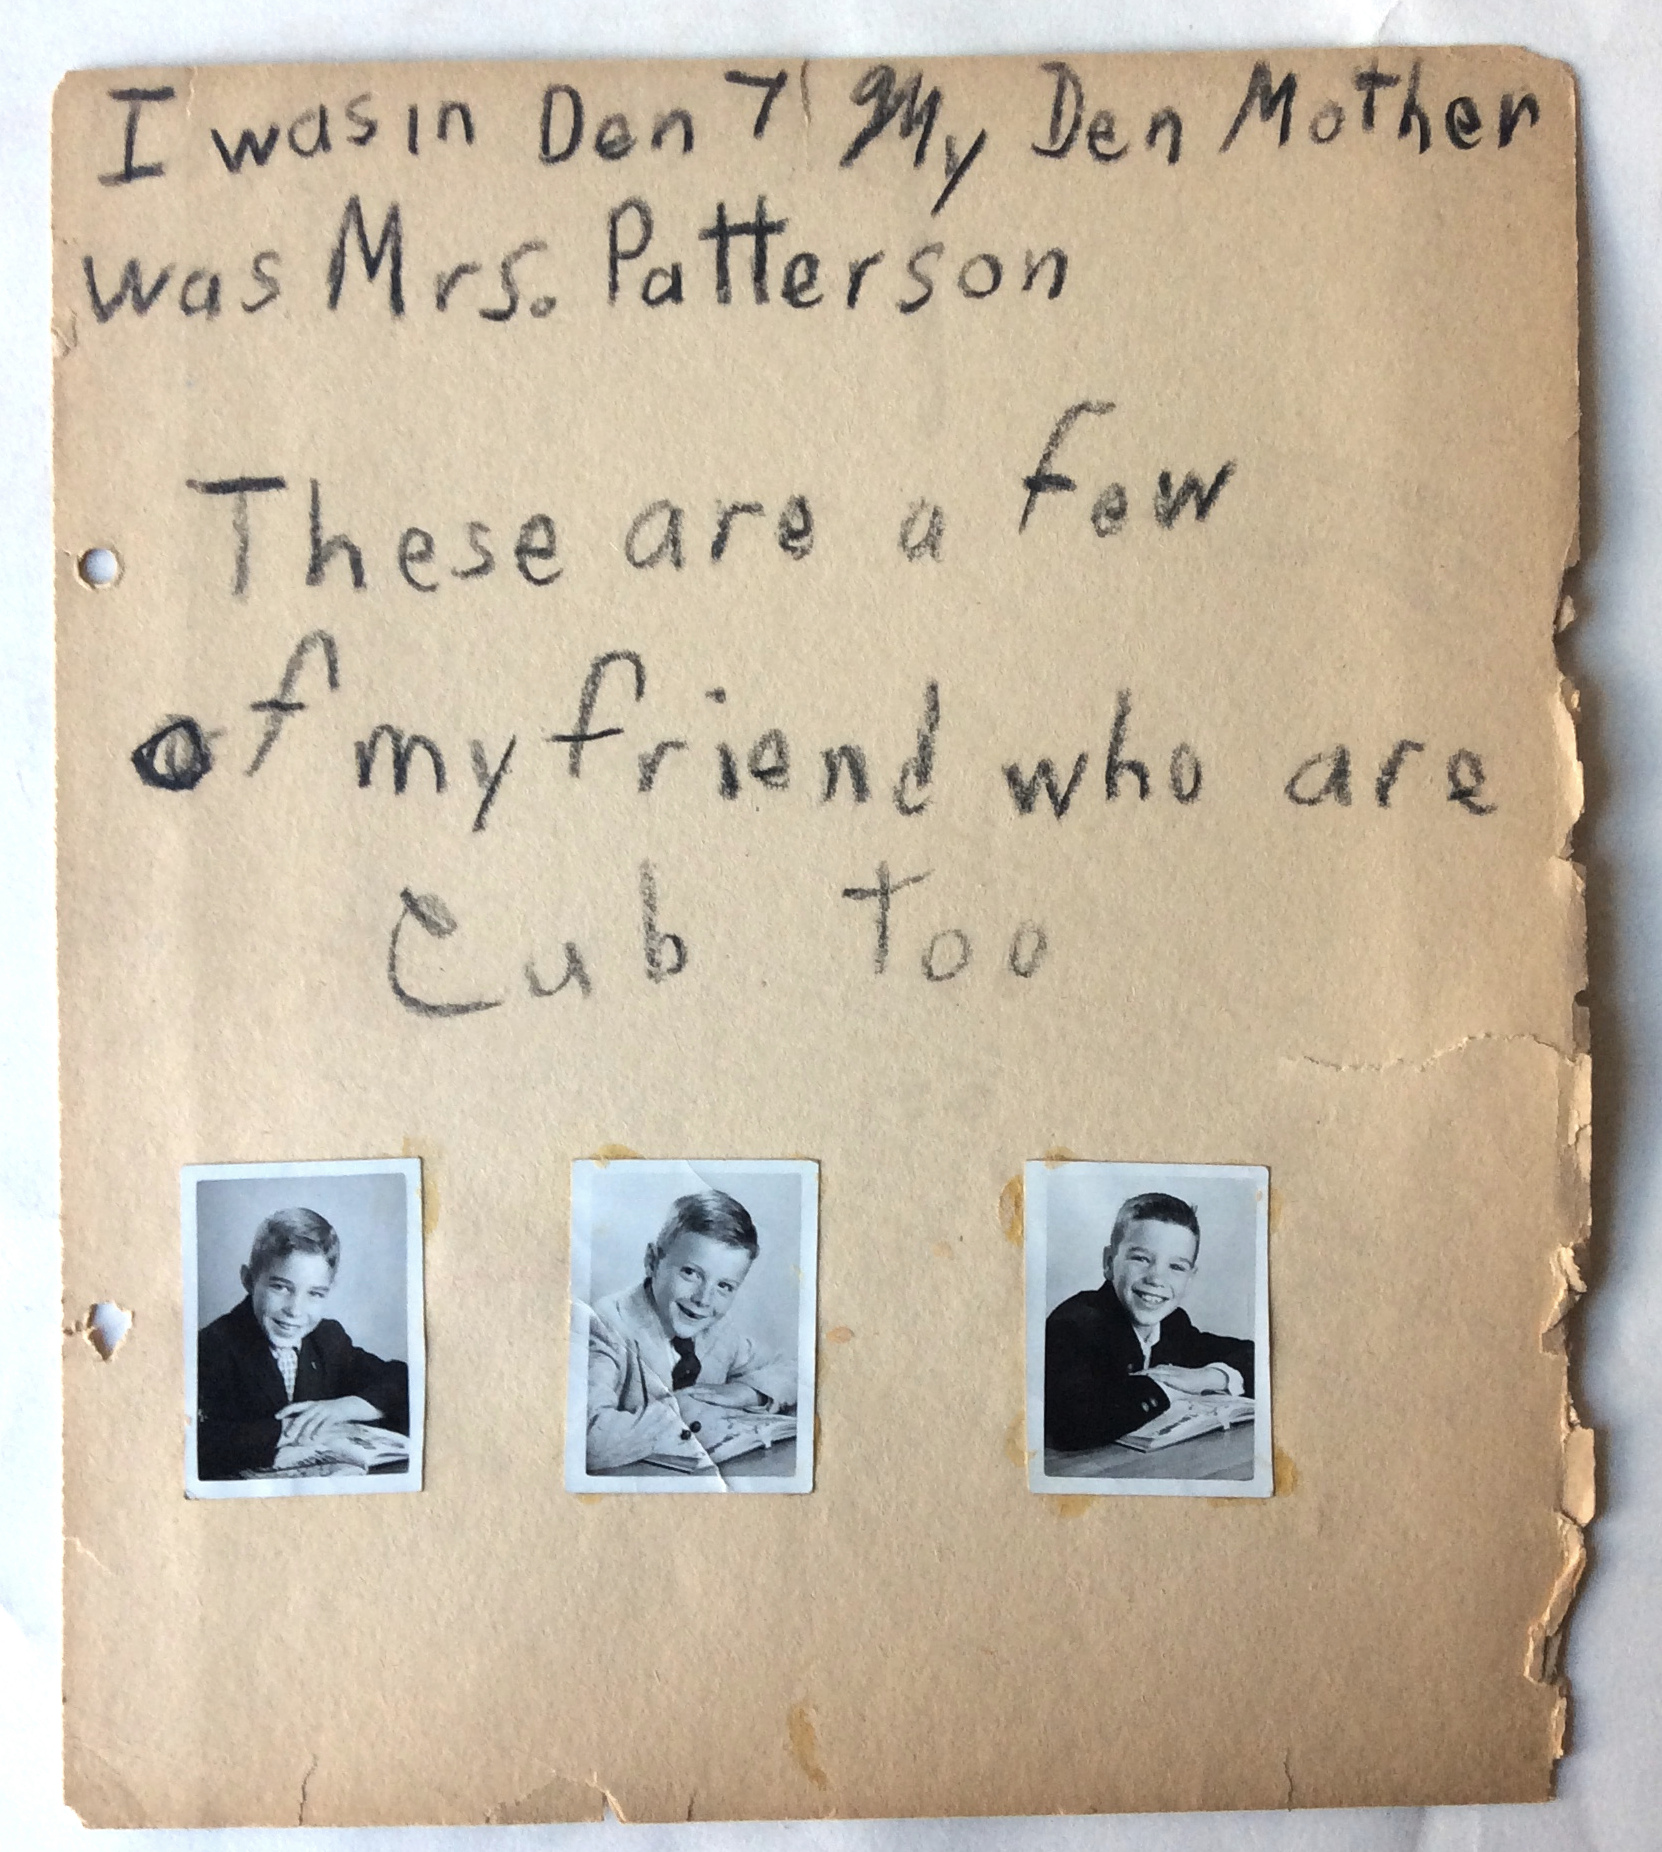 I was in Den 7 My Den Mother
was Mrs. Patterson
These are a few
of my friend who are
Cub too